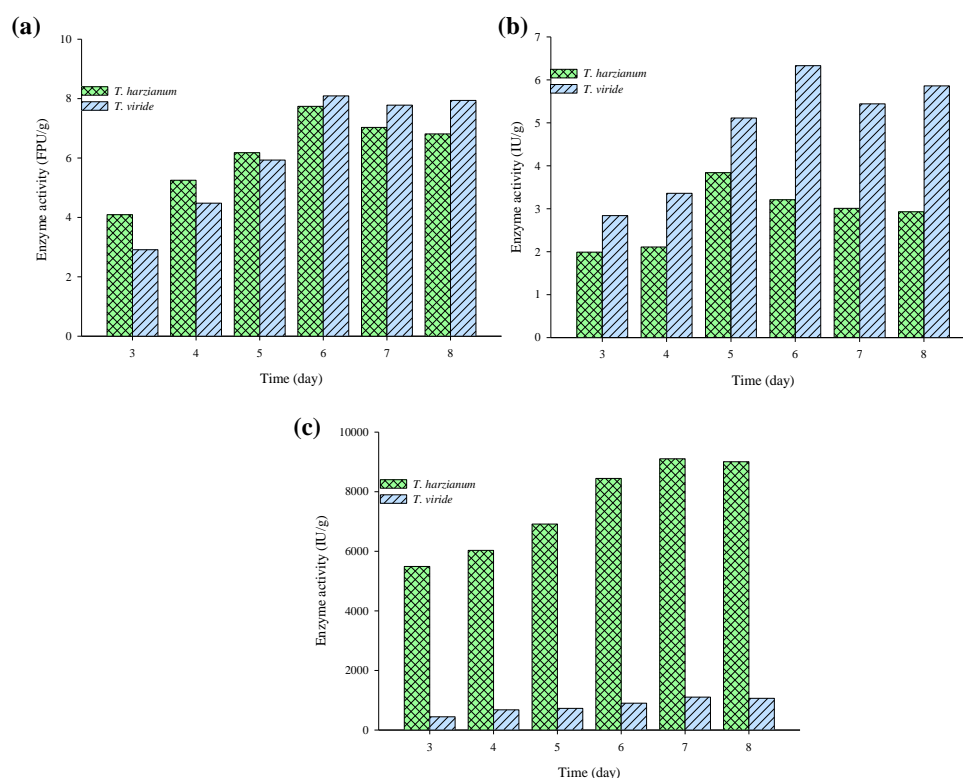 (a)
10
8
6
4
2
0
Enzyme activity (FPU/g)
T. harzianum
T. viride
3 4 5 6 7 8
Time (day)
(b)
7
6
5
4
3
2
1
0
Enzyme activity (IU/g)
T. harzianum
T. viride
3 4 5 6 7 8
Time (day)
(c)
10000
8000
6000
4000
2000
0
Enzyme activity (IU/g)
T. harzianum
T. viride
3 4 5 6 7 8
Time (day)